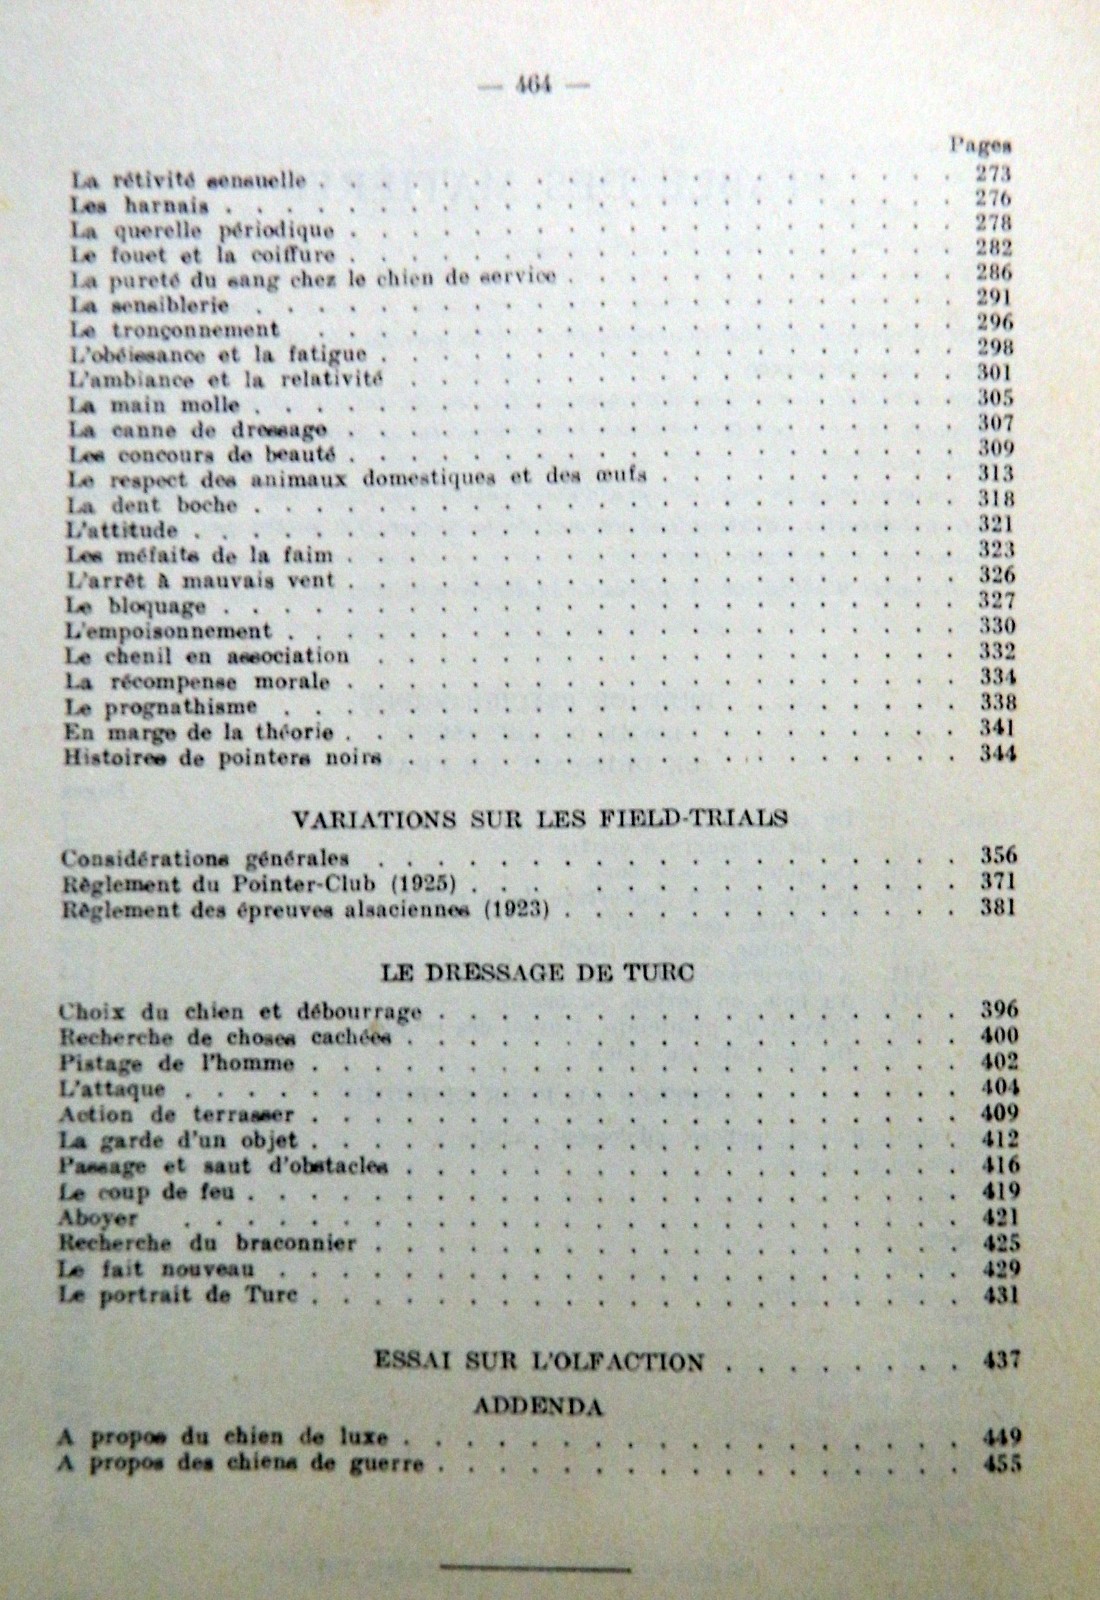 — 464 —
Pages
La rétivité sensuelle . . . . . . . . . . . . . . . . . . . . . 273
Les harnais . . . . . . . . . . . . . . . . . . . . . . . . 276
La querelle périodique . . . . . . . . . . . . . . . . . . . . 278
Le fouet et la coiffure . . . . . . . . . . . . . . . . . . . . 282
La pureté du sang chez le chien de service . . . . . . . . . . . . . 286
La sensiblerie . . . . . . . . . . . . . . . . . . . . . . . 291
Le tronçonnement . . . . . . . . . . . . . . . . . . . . . 296
L'obéissance et la fatigue . . . . . . . . . . . . . . . . . . . 298
L'ambiance et la relativité . . . . . . . . . . . . . . . . . . 301
La main molle . . . . . . . . . . . . . . . . . . . . . . . 305
La canne de dressage . . . . . . . . . . . . . . . . . . . . 307
Les concours de beauté . . . . . . . . . . . . . . . . . . . . 309
Le respect des animaux domestiques et des œufs . . . . . . . . . . 313
La dent boche . . . . . . . . . . . . . . . . . . . . . . . 318
L'attitude . . . . . . . . . . . . . . . . . . . . . . . . . 321
Les méfaits de la faim . . . . . . . . . . . . . . . . . . . . 323
L'arrêt à mauvais vent . . . . . . . . . . . . . . . . . . . . 326
Le bloquage . . . . . . . . . . . . . . . . . . . . . . . . 327
L'empoisonnement . . . . . . . . . . . . . . . . . . . . . . 330
Le chenil en association . . . . . . . . . . . . . . . . . . . 332
La récompense morale . . . . . . . . . . . . . . . . . . . . 334
Le prognathisme . . . . . . . . . . . . . . . . . . . . . . 338
En marge de la théorie . . . . . . . . . . . . . . . . . . . . 341
Histoires de pointers noirs . . . . . . . . . . . . . . . . . . 344
VARIATIONS SUR LES FIELD-TRIALS
Considérations générales . . . . . . . . . . . . . . . . . . . 356
Règlement du Pointer-Club (1925) . . . . . . . . . . . . . . . . 371
Règlement des épreuves alsaciennes (1923) . . . . . . . . . . . . . 381
LE DRESSAGE DE TURC
Choix du chien et débourrage . . . . . . . . . . . . . . . . . 396
Recherche de choses cachées . . . . . . . . . . . . . . . . . . 400
Pistage de l'homme . . . . . . . . . . . . . . . . . . . . . 402
L'attaque . . . . . . . . . . . . . . . . . . . . . . . . . 404
Action de terrasser . . . . . . . . . . . . . . . . . . . . . 409
La garde d'un objet . . . . . . . . . . . . . . . . . . . . . 412
Passage et saut d'obstacles . . . . . . . . . . . . . . . . . . 416
Le coup de feu . . . . . . . . . . . . . . . . . . . . . . . 419
Aboyer . . . . . . . . . . . . . . . . . . . . . . . . . 421
Recherche du braconnier . . . . . . . . . . . . . . . . . . . 425
Le fait nouveau . . . . . . . . . . . . . . . . . . . . . . 429
Le portrait de Turc . . . . . . . . . . . . . . . . . . . . . 431
ESSAI SUR L'OLFACTION . . . . . . . . 437
ADDENDA
A propos du chien de luxe . . . . . . . . . . . . . . . . . . 449
A propos des chiens de guerre . . . . . . . . . . . . . . . . . 455